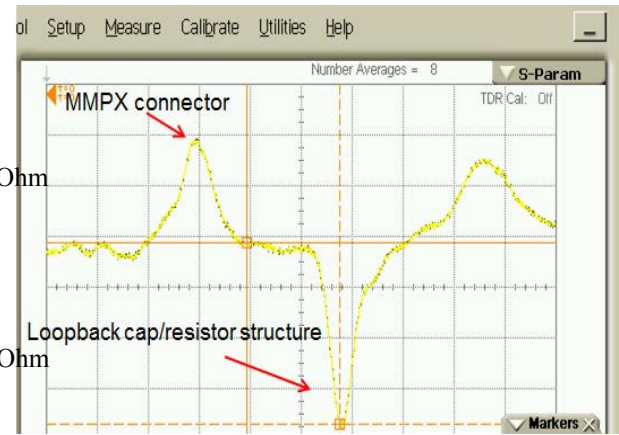 ol Setup Measure Calibrate Utilities Help
Number Averages = 8
S-Param
TDR Cal: Off
MMPX connector
Ohm
Loopback cap/resistor structure
Ohm
Markers